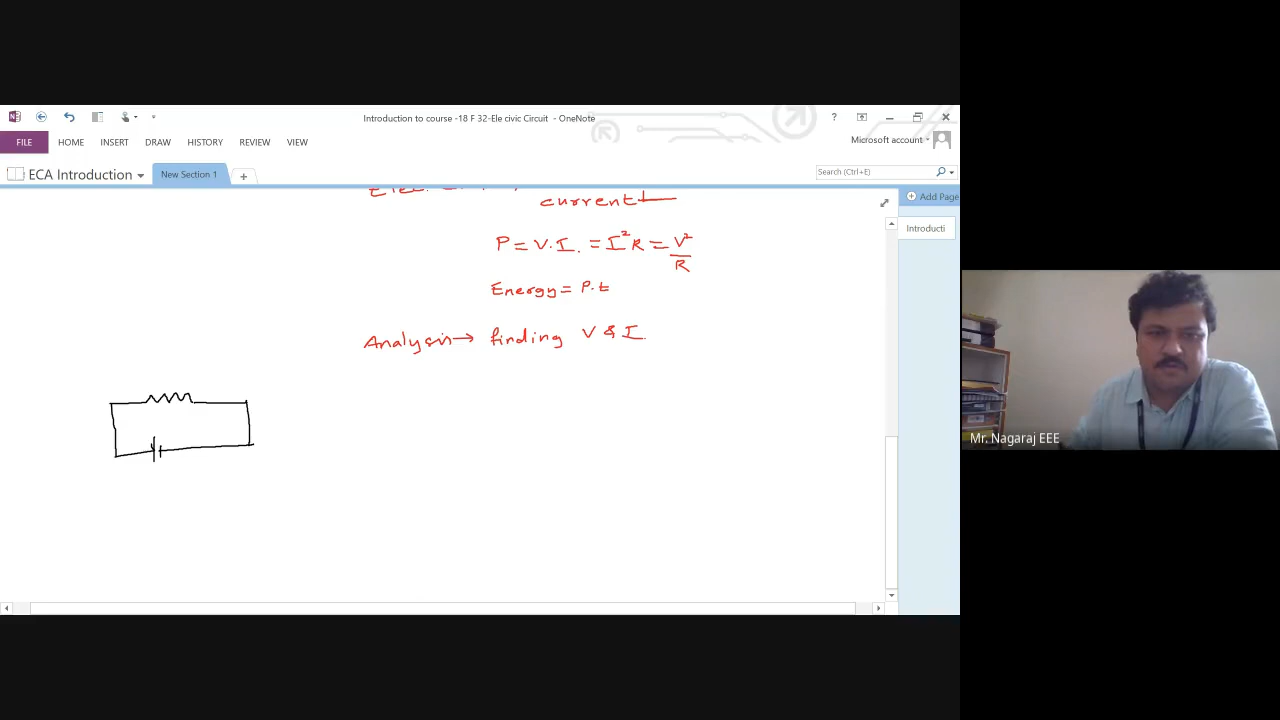 Introduction to course -18 F 32-Ele civic Circuit - OneNote
?
FILE
HOME
INSERT
DRAW
HISTORY
REVIEW
VIEW
Microsoft account
ECA Introduction
New Section 1
+
Search (Ctrl+E)
Add Page
Introducti
current
P = V.I. = I²R = V²/R
Energy = P.t
Analysis → finding V & I.
Mr. Nagaraj EEE